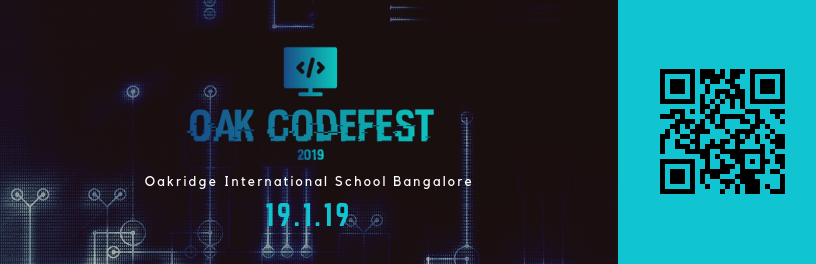 </>
OAK CODEFEST
2019
Oakridge International School Bangalore
19.1.19